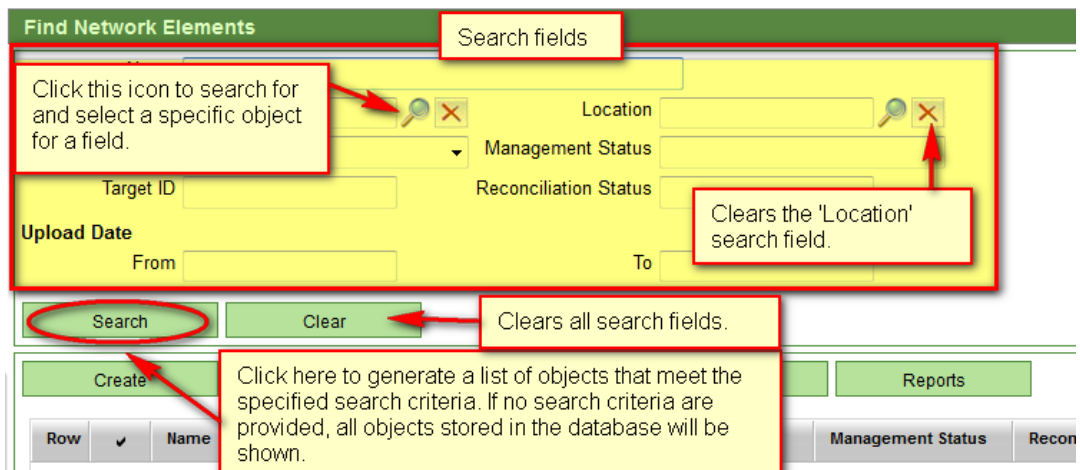 Find Network Elements
Search fields
Click this icon to search for
and select a specific object
for a field.
Location
Management Status
Target ID
Reconciliation Status
Clears the 'Location'
search field.
Upload Date
From
To
Search
Clear
Clears all search fields.
Create
Click here to generate a list of objects that meet the
specified search criteria. If no search criteria are
provided, all objects stored in the database will be
shown.
Reports
Row
Name
Management Status
Recon